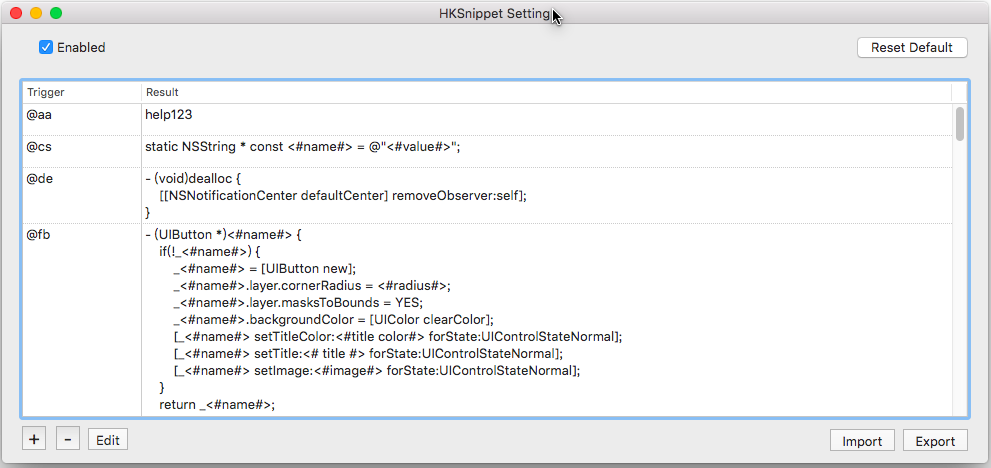 HKSnippet Setting
Enabled
Reset Default
Trigger Result
@aa help123
@cs static NSString * const <#name#> = @"<#value#>";
@de - (void)dealloc {
[[NSNotificationCenter defaultCenter] removeObserver:self];
}
@fb - (UIButton *)<#name#> {
if(!_<#name#>) {
_<#name#> = [UIButton new];
_<#name#>.layer.cornerRadius = <#radius#>;
_<#name#>.layer.masksToBounds = YES;
_<#name#>.backgroundColor = [UIColor clearColor];
[_<#name#> setTitleColor:<#title color#> forState:UIControlStateNormal];
[_<#name#> setTitle:<# title #> forState:UIControlStateNormal];
[_<#name#> setImage:<#image#> forState:UIControlStateNormal];
}
return _<#name#>;
+ - Edit Import Export